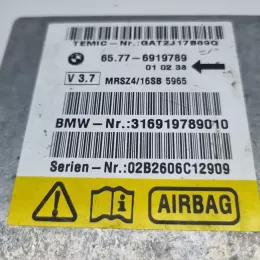 TEMIC-Nr.:GAT2J17B89Q
65.77-6919789
01 02 38
V 3.7 MRSZ4/16SB 5965
BMW-Nr.:316919789010
Serien-Nr.:02B2606C12909
AIRBAG